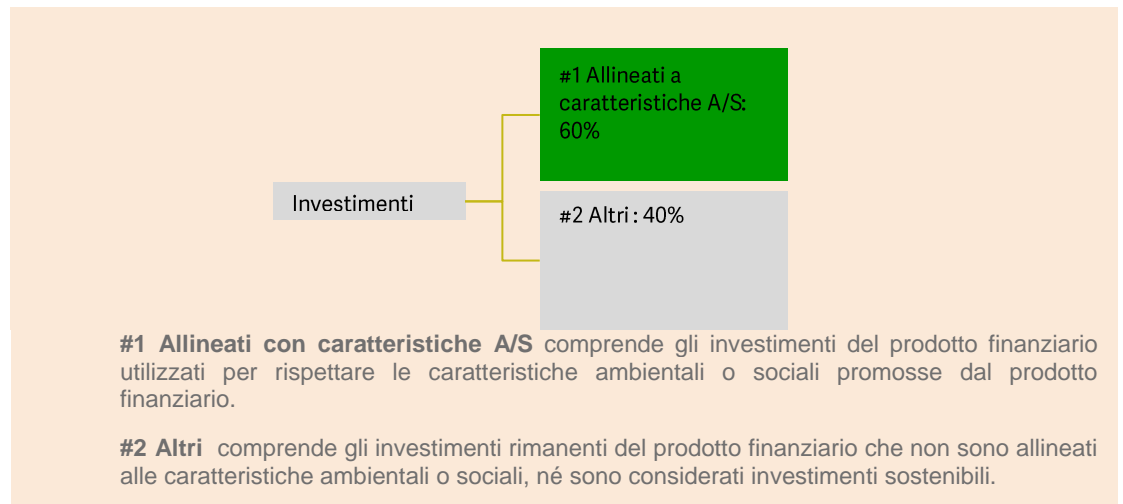 #1 Allineati a
caratteristiche A/S:
60%
Investimenti
#2 Altri : 40%
#1 Allineati con caratteristiche A/S comprende gli investimenti del prodotto finanziario
utilizzati per rispettare le caratteristiche ambientali o sociali promosse dal prodotto
finanziario.
#2 Altri comprende gli investimenti rimanenti del prodotto finanziario che non sono allineati
alle caratteristiche ambientali o sociali, né sono considerati investimenti sostenibili.